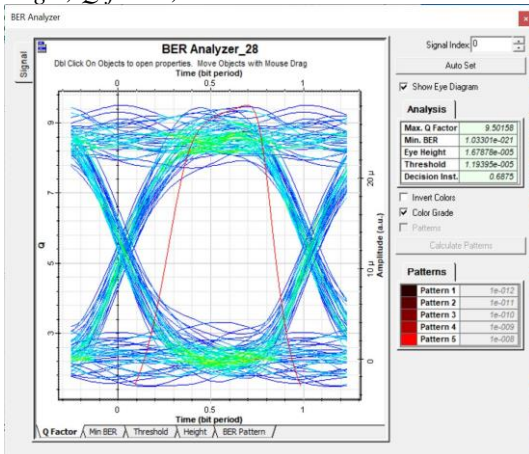 BER Analyzer
Signal
BER Analyzer_28
Dbl Click On Objects to open properties. Move Objects with Mouse Drag
Time (bit period)
0 0.5 1
Q
9
7
5
3
Amplitude (a.u.)
20 µ
10 µ
0
0 0.5 1
Time (bit period)
Q Factor Min BER Threshold Height BER Pattern
Signal Index: 0
Auto Set
Show Eye Diagram
Analysis
Max. Q Factor 9.50158
Min. BER 1.03301e-021
Eye Height 1.67878e-005
Threshold 1.19395e-005
Decision Inst. 0.6875
Invert Colors
Color Grade
Patterns
Calculate Patterns
Patterns
Pattern 1 1e-012
Pattern 2 1e-011
Pattern 3 1e-010
Pattern 4 1e-009
Pattern 5 1e-008